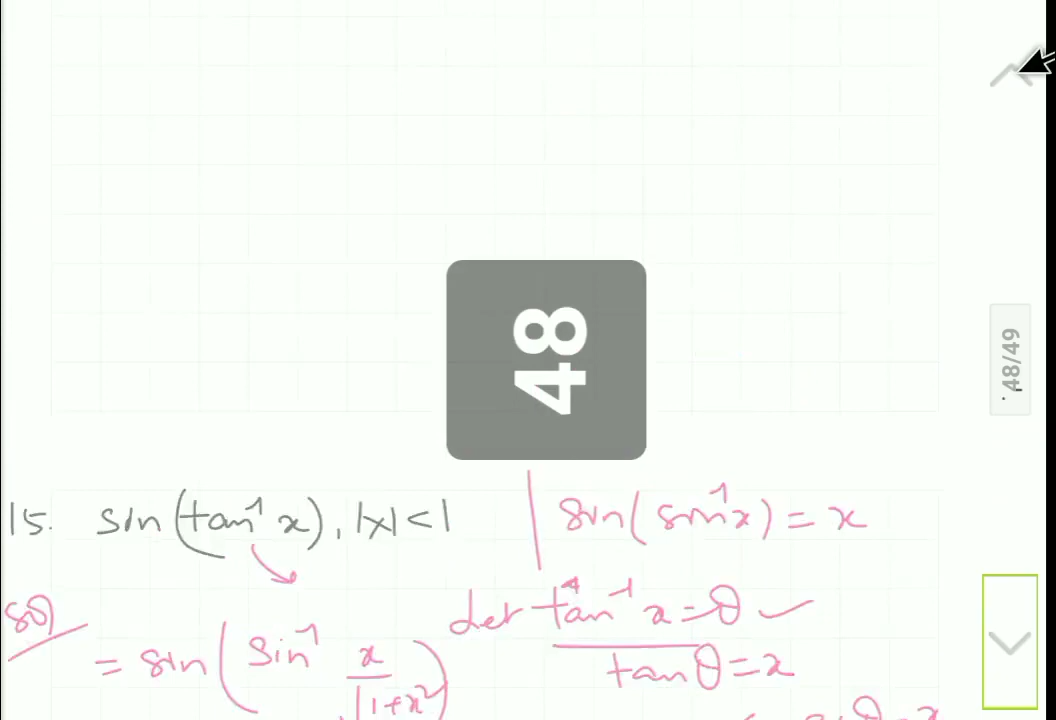 48
48/49
15. sin(tan⁻¹ x), |x| < 1 | sin(sin⁻¹x) = x
Sol
Let tan⁻¹ x = θ
= sin(sin⁻¹ x/√1+x²) tanθ = x